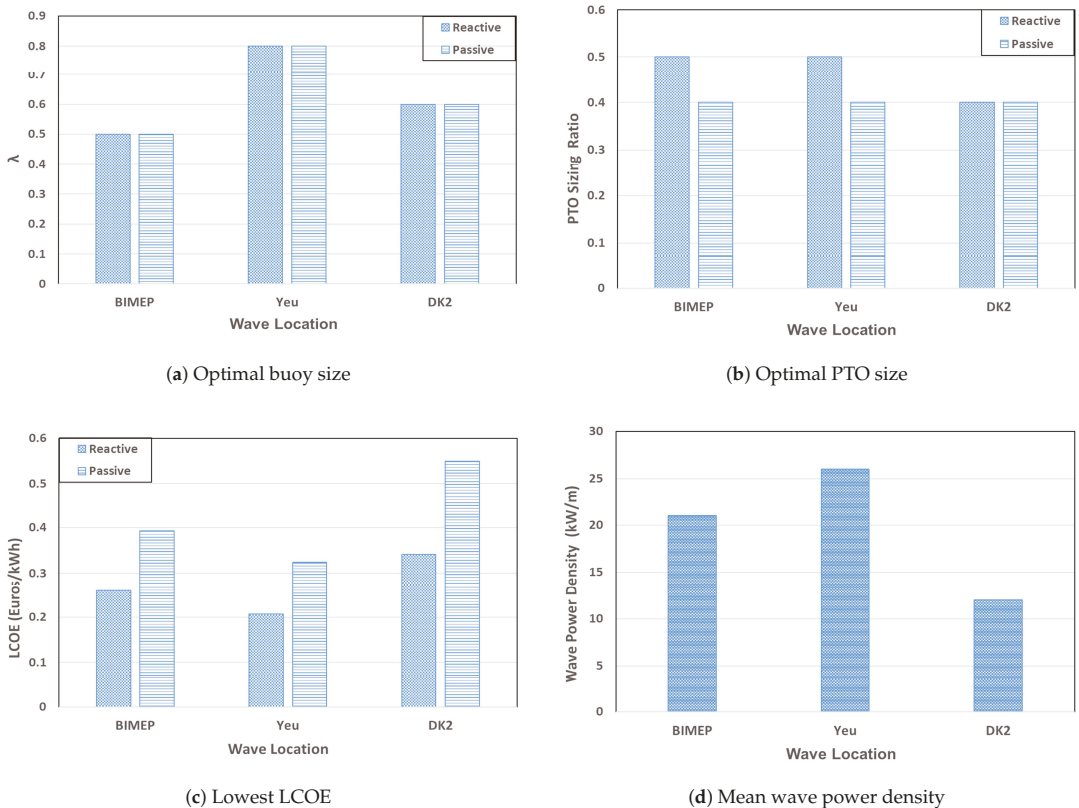 0.9
0.8
0.7
0.6
0.5
0.4
0.3
0.2
0.1
0
λ
Reactive
Passive
BIMEP Yeu DK2
Wave Location
(a) Optimal buoy size
0.6
0.5
0.4
0.3
0.2
0.1
0
PTO Sizing Ratio
Reactive
Passive
BIMEP Yeu DK2
Wave Location
(b) Optimal PTO size
0.6
0.5
0.4
0.3
0.2
0.1
0
LCOE (Euros/kWh)
Reactive
Passive
BIMEP Yeu DK2
Wave Location
(c) Lowest LCOE
30
25
20
15
10
5
0
Wave Power Density (kW/m)
BIMEP Yeu DK2
Wave Location
(d) Mean wave power density